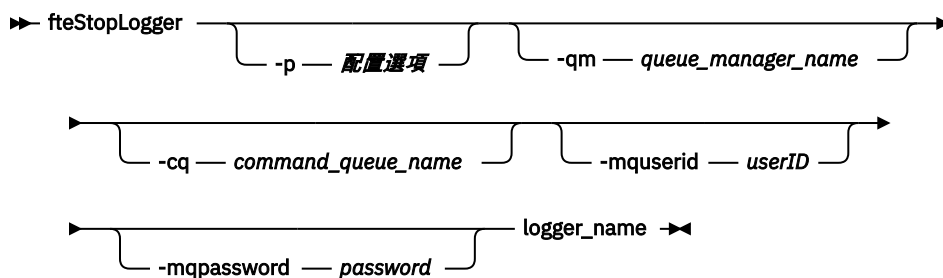 fteStopLogger
-p 配置選項
-qm queue_manager_name
-cq command_queue_name
-mquserid userID
logger_name
-mqpassword password